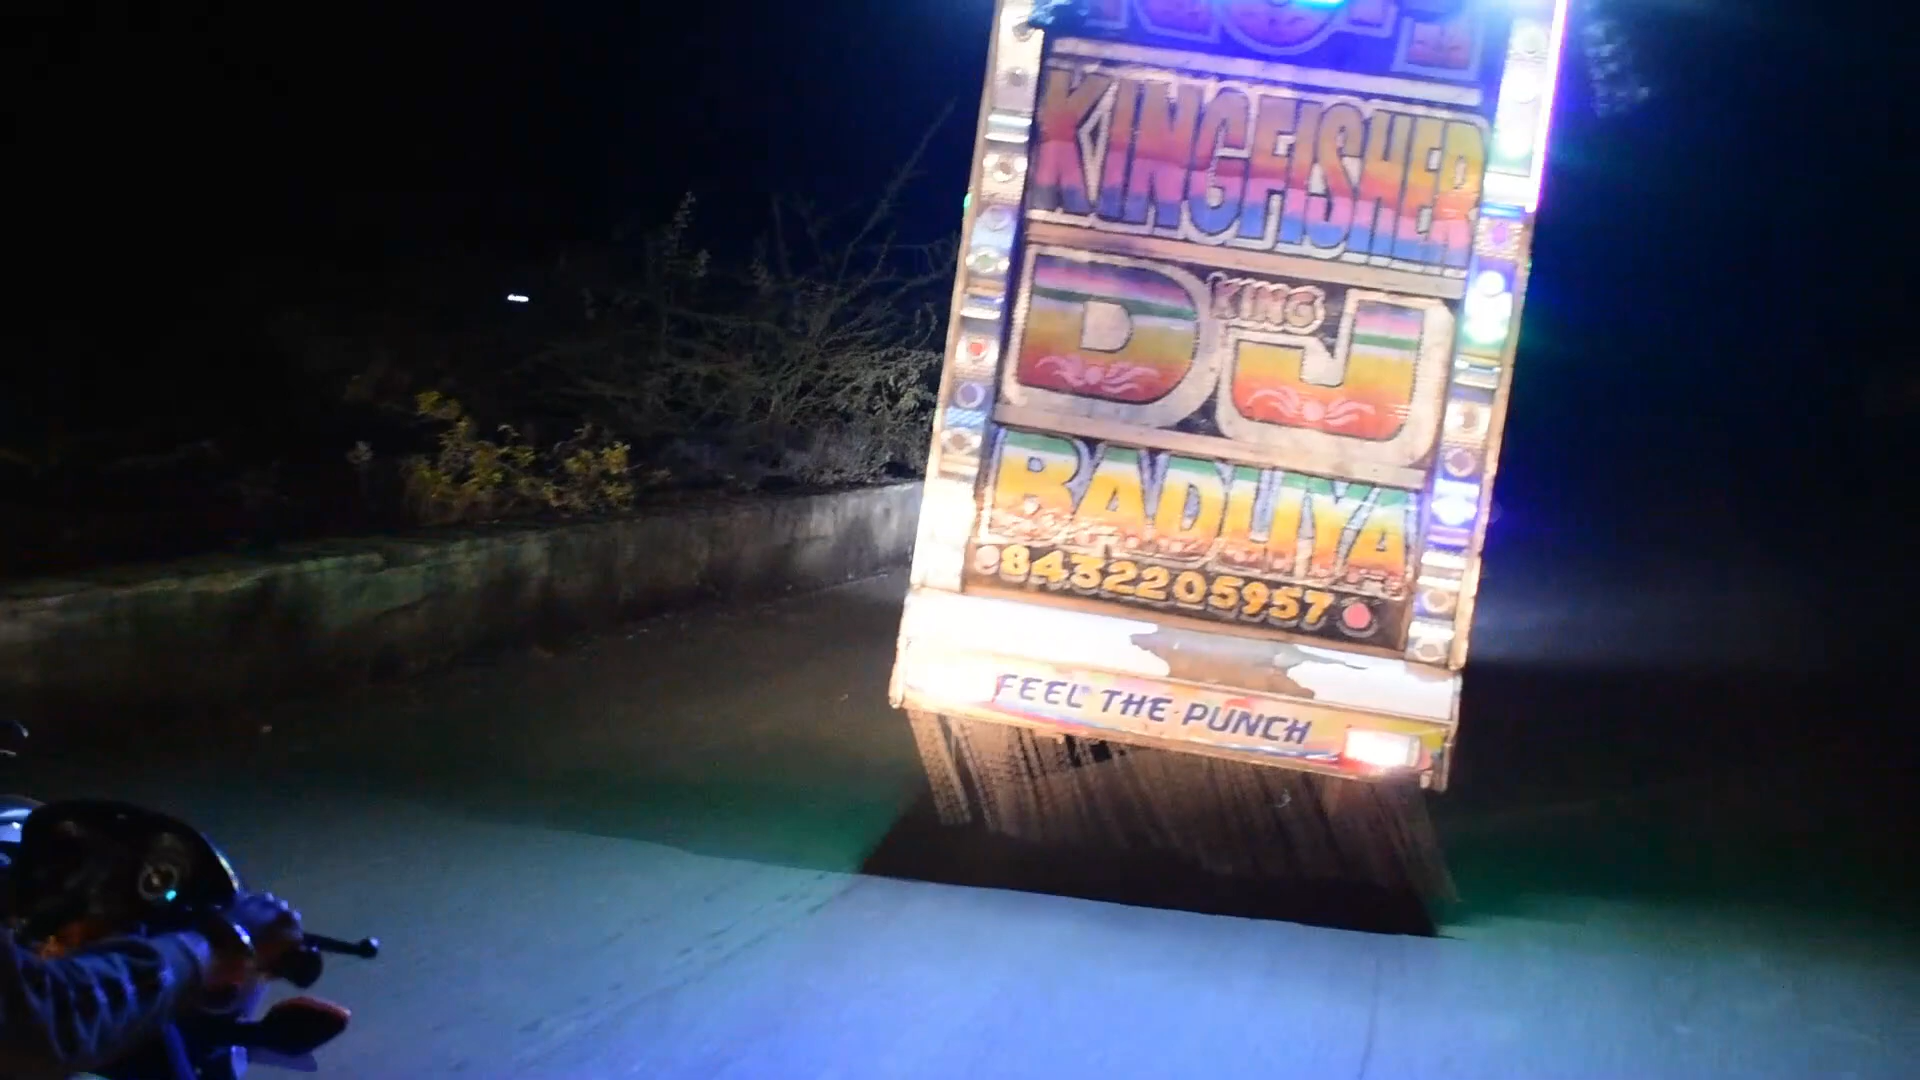 KINGFISHER
KING
DJ
BADLIYA
8432205957
FEEL THE PUNCH